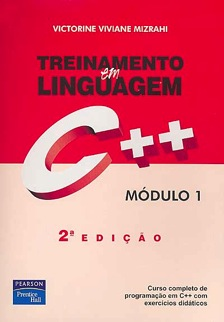 VICTORINE VIVIANE MIZRAHI
TREINAMENTO
em
LINGUAGEM
C++
MÓDULO 1
2ª EDIÇÃO
PEARSON
Prentice
Hall
Curso completo de
programação em C++ com
exercícios didáticos